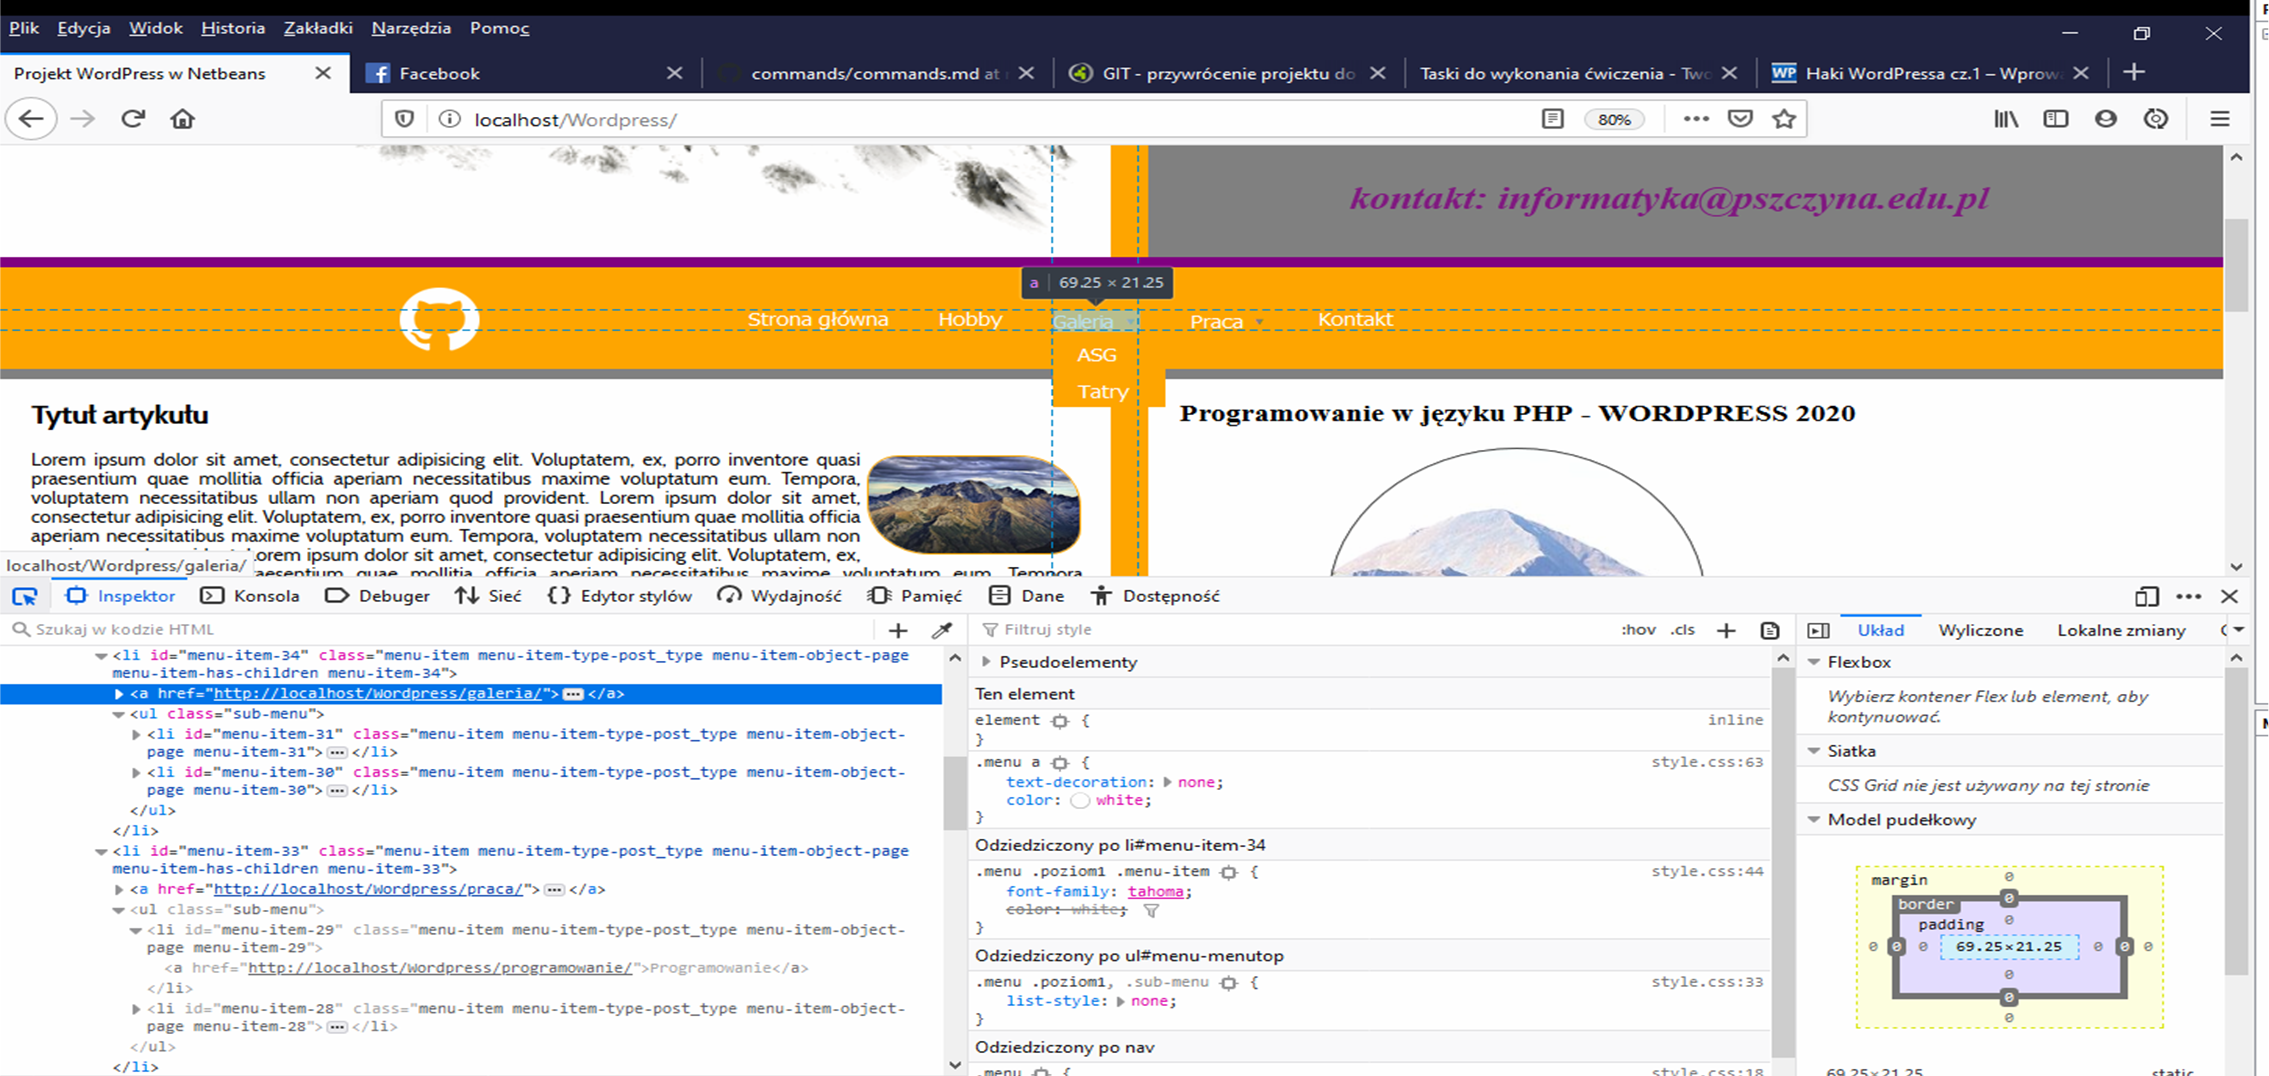 Plik Edycja Widok Historia Zakładki Narzędzia Pomoc
Projekt WordPress w Netbeans Facebook commands/commands.md at GIT - przywrócenie projektu do Taski do wykonania ćwiczenia - Two WP Haki WordPressa cz.1 – Wprow
localhost/Wordpress/ 80%
kontakt: informatyka@pszczyna.edu.pl
a 69.25 × 21.25
Strona główna Hobby Galeria Praca Kontakt
ASG
Tatry
Tytuł artykułu
Programowanie w języku PHP - WORDPRESS 2020
Lorem ipsum dolor sit amet, consectetur adipisicing elit. Voluptatem, ex, porro inventore quasi
praesentium quae mollitia officia aperiam necessitatibus maxime voluptatum eum. Tempora,
voluptatem necessitatibus ullam non aperiam quod provident. Lorem ipsum dolor sit amet,
consectetur adipisicing elit. Voluptatem, ex, porro inventore quasi praesentium quae mollitia officia
aperiam necessitatibus maxime voluptatum eum. Tempora, voluptatem necessitatibus ullam non
orem ipsum dolor sit amet, consectetur adipisicing elit. Voluptatem, ex,
localhost/Wordpress/galeria/
aesentium quae mollitia officia aperiam necessitatibus maxime voluptatum eum. Tempora
Inspektor Konsola Debuger Sieć Edytor stylów Wydajność Pamięć Dane Dostępność
Szukaj w kodzie HTML
<li id="menu-item-34" class="menu-item menu-item-type-post_type menu-item-object-page
menu-item-has-children menu-item-34">
<a href="http://localhost/Wordpress/galeria/">···</a>
<ul class="sub-menu">
<li id="menu-item-31" class="menu-item menu-item-type-post_type menu-item-object-
page menu-item-31">···</li>
<li id="menu-item-30" class="menu-item menu-item-type-post_type menu-item-object-
page menu-item-30">···</li>
</ul>
</li>
<li id="menu-item-33" class="menu-item menu-item-type-post_type menu-item-object-page
menu-item-has-children menu-item-33">
<a href="http://localhost/Wordpress/praca/">···</a>
<ul class="sub-menu">
<li id="menu-item-29" class="menu-item menu-item-type-post_type menu-item-object-
page menu-item-29">
<a href="http://localhost/Wordpress/programowanie/">Programowanie</a>
</li>
<li id="menu-item-28" class="menu-item menu-item-type-post_type menu-item-object-
page menu-item-28">···</li>
</ul>
</li>
Filtruj style :hov .cls
Pseudoelementy
Ten element
element { inline
}
.menu a { style.css:63
text-decoration: none;
color: white;
}
Odziedziczony po li#menu-item-34
.menu .poziom1 .menu-item { style.css:44
font-family: tahoma;
color: white;
}
Odziedziczony po ul#menu-menutop
.menu .poziom1, .sub-menu { style.css:33
list-style: none;
}
Odziedziczony po nav
.menu { style.css:18
Układ Wyliczone Lokalne zmiany
Flexbox
Wybierz kontener Flex lub element, aby
kontynuować.
Siatka
CSS Grid nie jest używany na tej stronie
Model pudełkowy
margin 0
border 0
padding 0
0 0 0 69.25×21.25 0 0 0
0
0
0
69.25×21.25 static